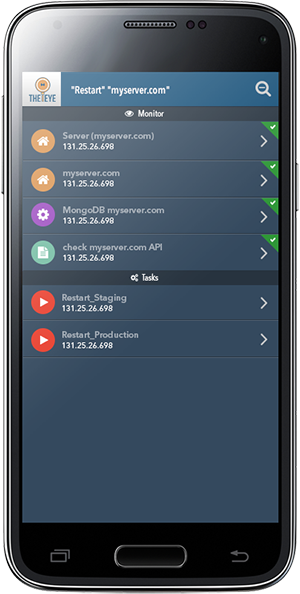 THE EYE
"Restart" "myserver.com"
Monitor
Server (myserver.com)
131.25.26.698
myserver.com
131.25.26.698
MongoDB myserver.com
131.25.26.698
check myserver.com API
131.25.26.698
Tasks
Restart_Staging
131.25.26.698
Restart_Production
131.25.26.698